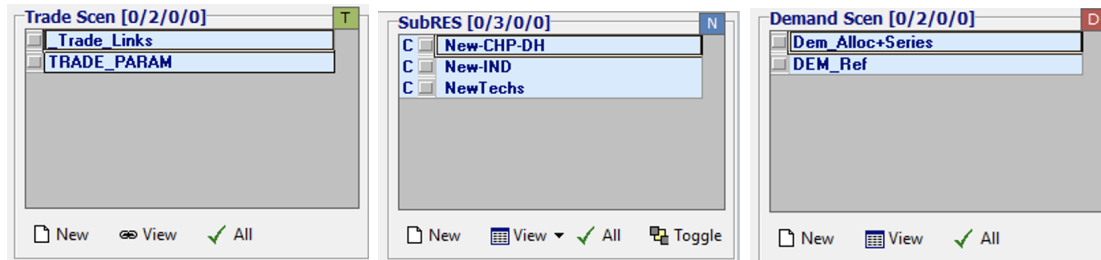 Trade Scen [0/2/0/0] T
_Trade_Links
TRADE_PARAM
New View All
SubRES [0/3/0/0] N
C New-CHP-DH
C New-IND
C NewTechs
New View All Toggle
Demand Scen [0/2/0/0] D
Dem_Alloc+Series
DEM_Ref
New View All